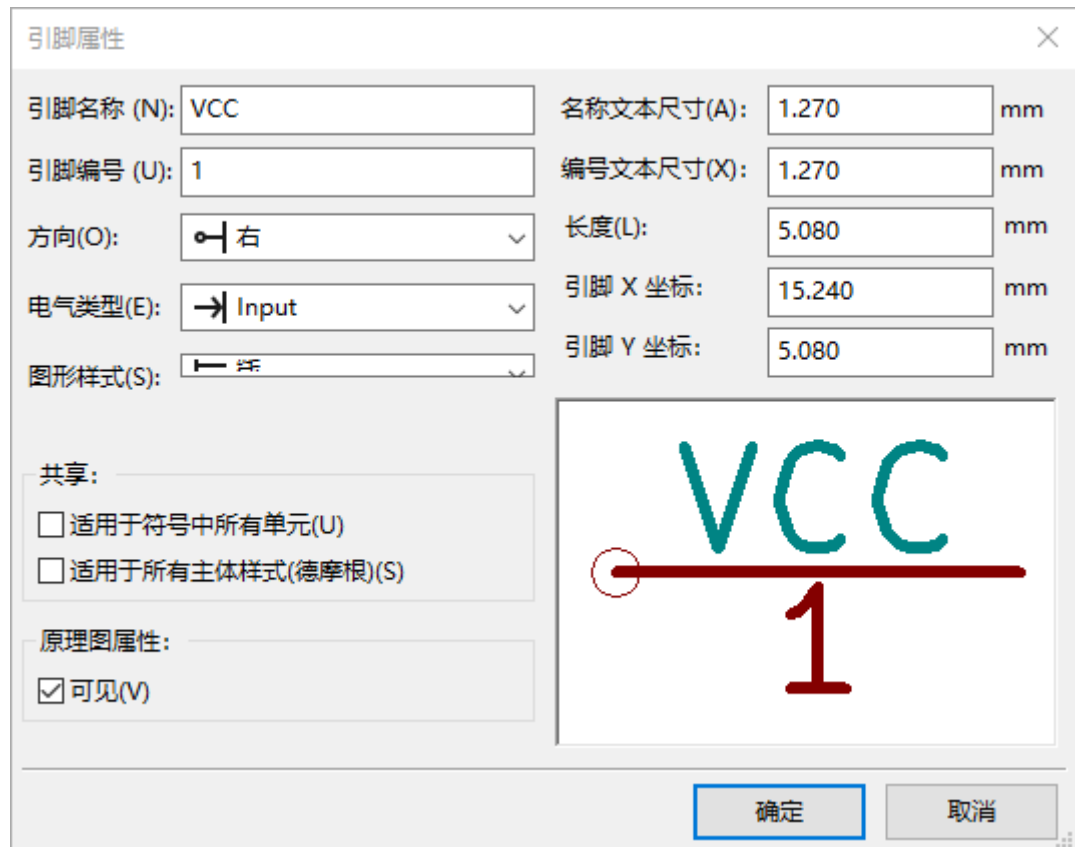 引脚属性
引脚名称 (N): VCC
名称文本尺寸(A): 1.270 mm
引脚编号 (U): 1
编号文本尺寸(X): 1.270 mm
方向(O): 右
长度(L): 5.080 mm
电气类型(E): Input
引脚 X 坐标: 15.240 mm
图形样式(S):
引脚 Y 坐标: 5.080 mm
共享:
适用于符号中所有单元(U)
适用于所有主体样式(德摩根)(S)
原理图属性:
可见(V)
VCC
1
确定
取消